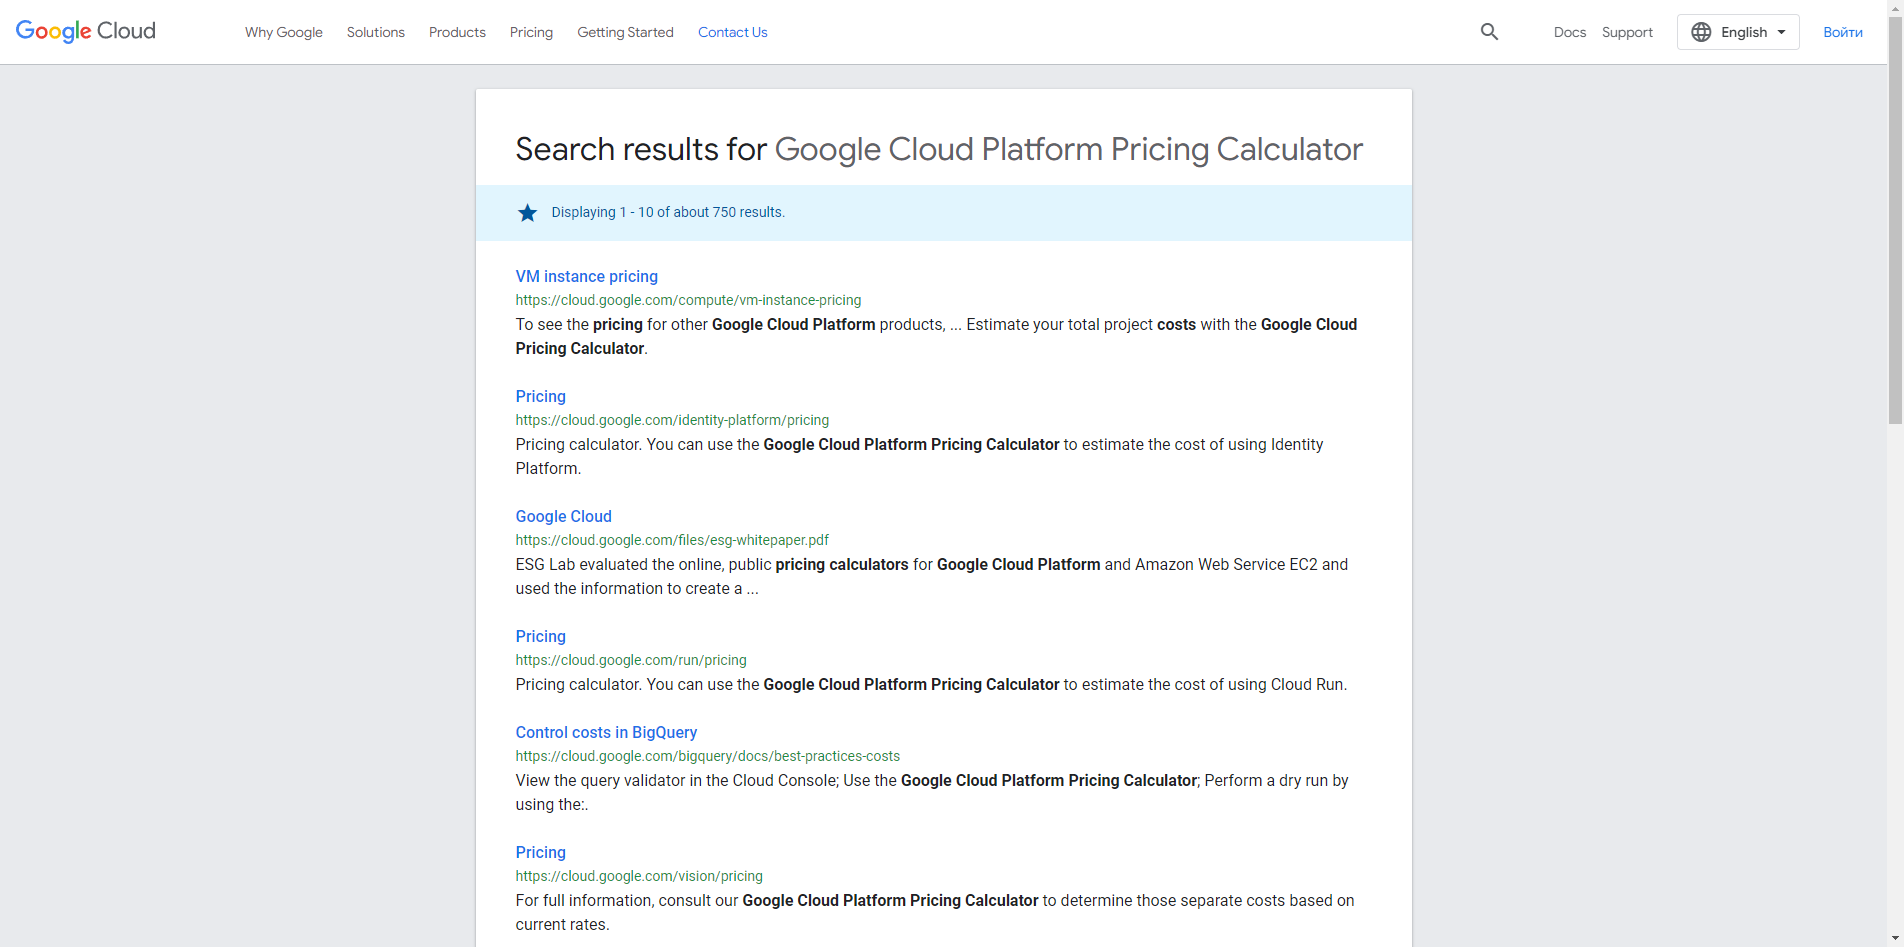 Google Cloud Why Google Solutions Products Pricing Getting Started Contact Us Docs Support English Войти
Search results for Google Cloud Platform Pricing Calculator
Displaying 1 - 10 of about 750 results.
VM instance pricing
https://cloud.google.com/compute/vm-instance-pricing
To see the pricing for other Google Cloud Platform products, ... Estimate your total project costs with the Google Cloud
Pricing Calculator.
Pricing
https://cloud.google.com/identity-platform/pricing
Pricing calculator. You can use the Google Cloud Platform Pricing Calculator to estimate the cost of using Identity
Platform.
Google Cloud
https://cloud.google.com/files/esg-whitepaper.pdf
ESG Lab evaluated the online, public pricing calculators for Google Cloud Platform and Amazon Web Service EC2 and
used the information to create a ...
Pricing
https://cloud.google.com/run/pricing
Pricing calculator. You can use the Google Cloud Platform Pricing Calculator to estimate the cost of using Cloud Run.
Control costs in BigQuery
https://cloud.google.com/bigquery/docs/best-practices-costs
View the query validator in the Cloud Console; Use the Google Cloud Platform Pricing Calculator; Perform a dry run by
using the:.
Pricing
https://cloud.google.com/vision/pricing
For full information, consult our Google Cloud Platform Pricing Calculator to determine those separate costs based on
current rates.